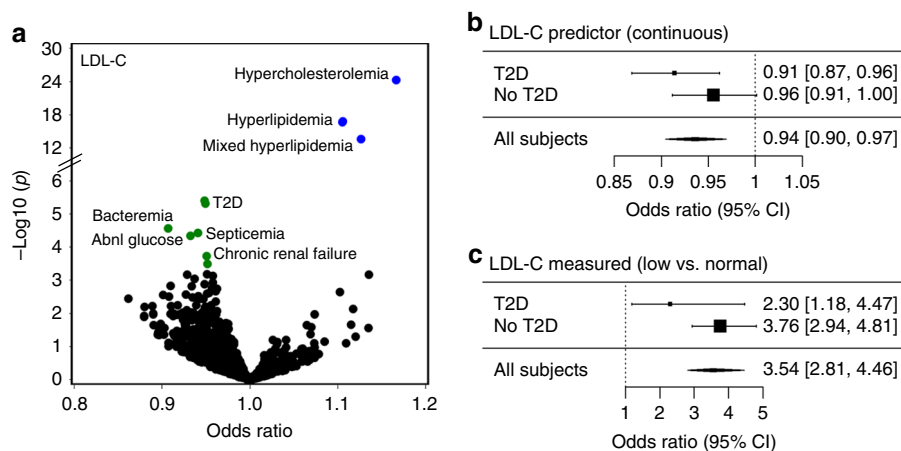 a
LDL-C
30
24
18
12
6
5
4
3
2
1
0
–Log10 (p)
Hypercholesterolemia
Hyperlipidemia
Mixed hyperlipidemia
T2D
Bacteremia
Septicemia
Abnl glucose
Chronic renal failure
0.8 0.9 1.0 1.1 1.2
Odds ratio
b
LDL-C predictor (continuous)
T2D 0.91 [0.87, 0.96]
No T2D 0.96 [0.91, 1.00]
All subjects 0.94 [0.90, 0.97]
0.85 0.9 0.95 1 1.05
Odds ratio (95% CI)
c
LDL-C measured (low vs. normal)
T2D 2.30 [1.18, 4.47]
No T2D 3.76 [2.94, 4.81]
All subjects 3.54 [2.81, 4.46]
1 2 3 4 5
Odds ratio (95% CI)